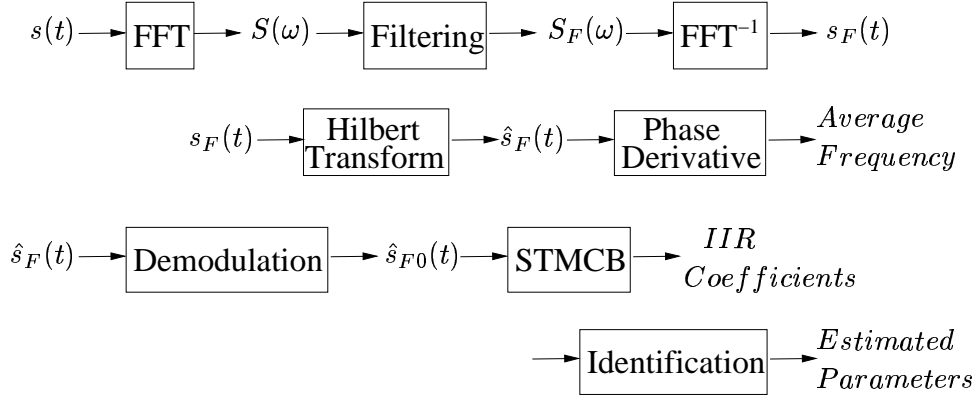 s(t) FFT S(ω) Filtering S_F(ω) FFT⁻¹ s_F(t)
s_F(t) Hilbert Transform ŝ_F(t) Phase Derivative Average Frequency
ŝ_F(t) Demodulation ŝ_F0(t) STMCB IIR Coefficients
Identification Estimated Parameters